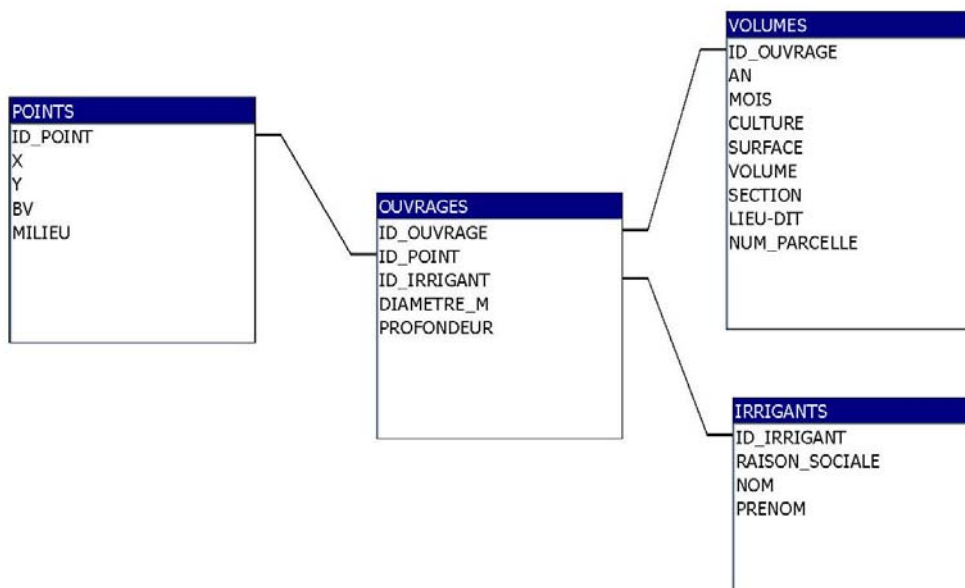 POINTS
ID_POINT
X
Y
BV
MILIEU
OUVRAGES
ID_OUVRAGE
ID_POINT
ID_IRRIGANT
DIAMETRE_M
PROFONDEUR
VOLUMES
ID_OUVRAGE
AN
MOIS
CULTURE
SURFACE
VOLUME
SECTION
LIEU-DIT
NUM_PARCELLE
IRRIGANTS
ID_IRRIGANT
RAISON_SOCIALE
NOM
PRENOM